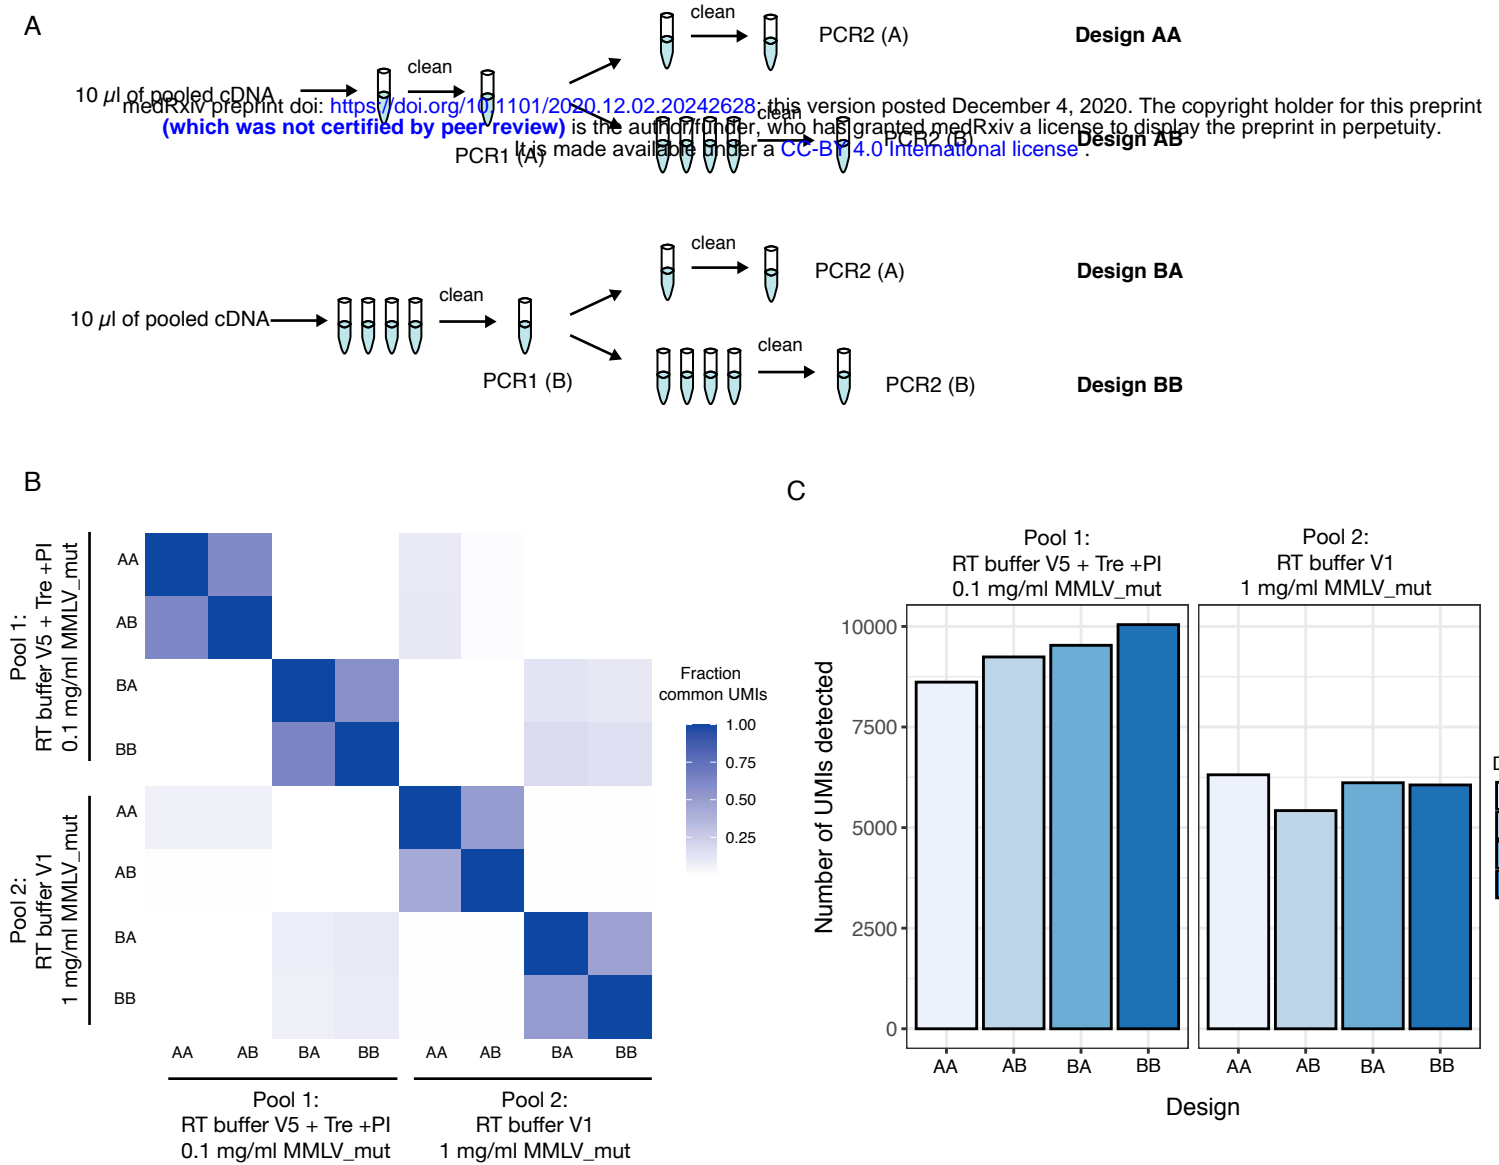 A
clean
PCR2 (A)
Design AA
clean
10 µl of pooled cDNA
medRxiv preprint doi: https://doi.org/10.1101/2020.12.02.20242628; this version posted December 4, 2020. The copyright holder for this preprint
clean
(which was not certified by peer review) is the author/funder, who has granted medRxiv a license to display the preprint in perpetuity.
PCR2 (B)
Design AB
It is made available under a CC-BY 4.0 International license .
PCR1 (A)
clean
PCR2 (A)
Design BA
clean
10 µl of pooled cDNA
clean
PCR1 (B)
PCR2 (B)
Design BB
B
Pool 1:
RT buffer V5 + Tre +PI
0.1 mg/ml MMLV_mut
AA
AB
BA
BB
Pool 2:
RT buffer V1
1 mg/ml MMLV_mut
AA
AB
BA
BB
AA AB BA BB AA AB BA BB
Pool 1:
RT buffer V5 + Tre +PI
0.1 mg/ml MMLV_mut
Pool 2:
RT buffer V1
1 mg/ml MMLV_mut
Fraction
common UMIs
1.00
0.75
0.50
0.25
C
Pool 1:
RT buffer V5 + Tre +PI
0.1 mg/ml MMLV_mut
Pool 2:
RT buffer V1
1 mg/ml MMLV_mut
Number of UMIs detected
10000
7500
5000
2500
0
AA AB BA BB AA AB BA BB
Design